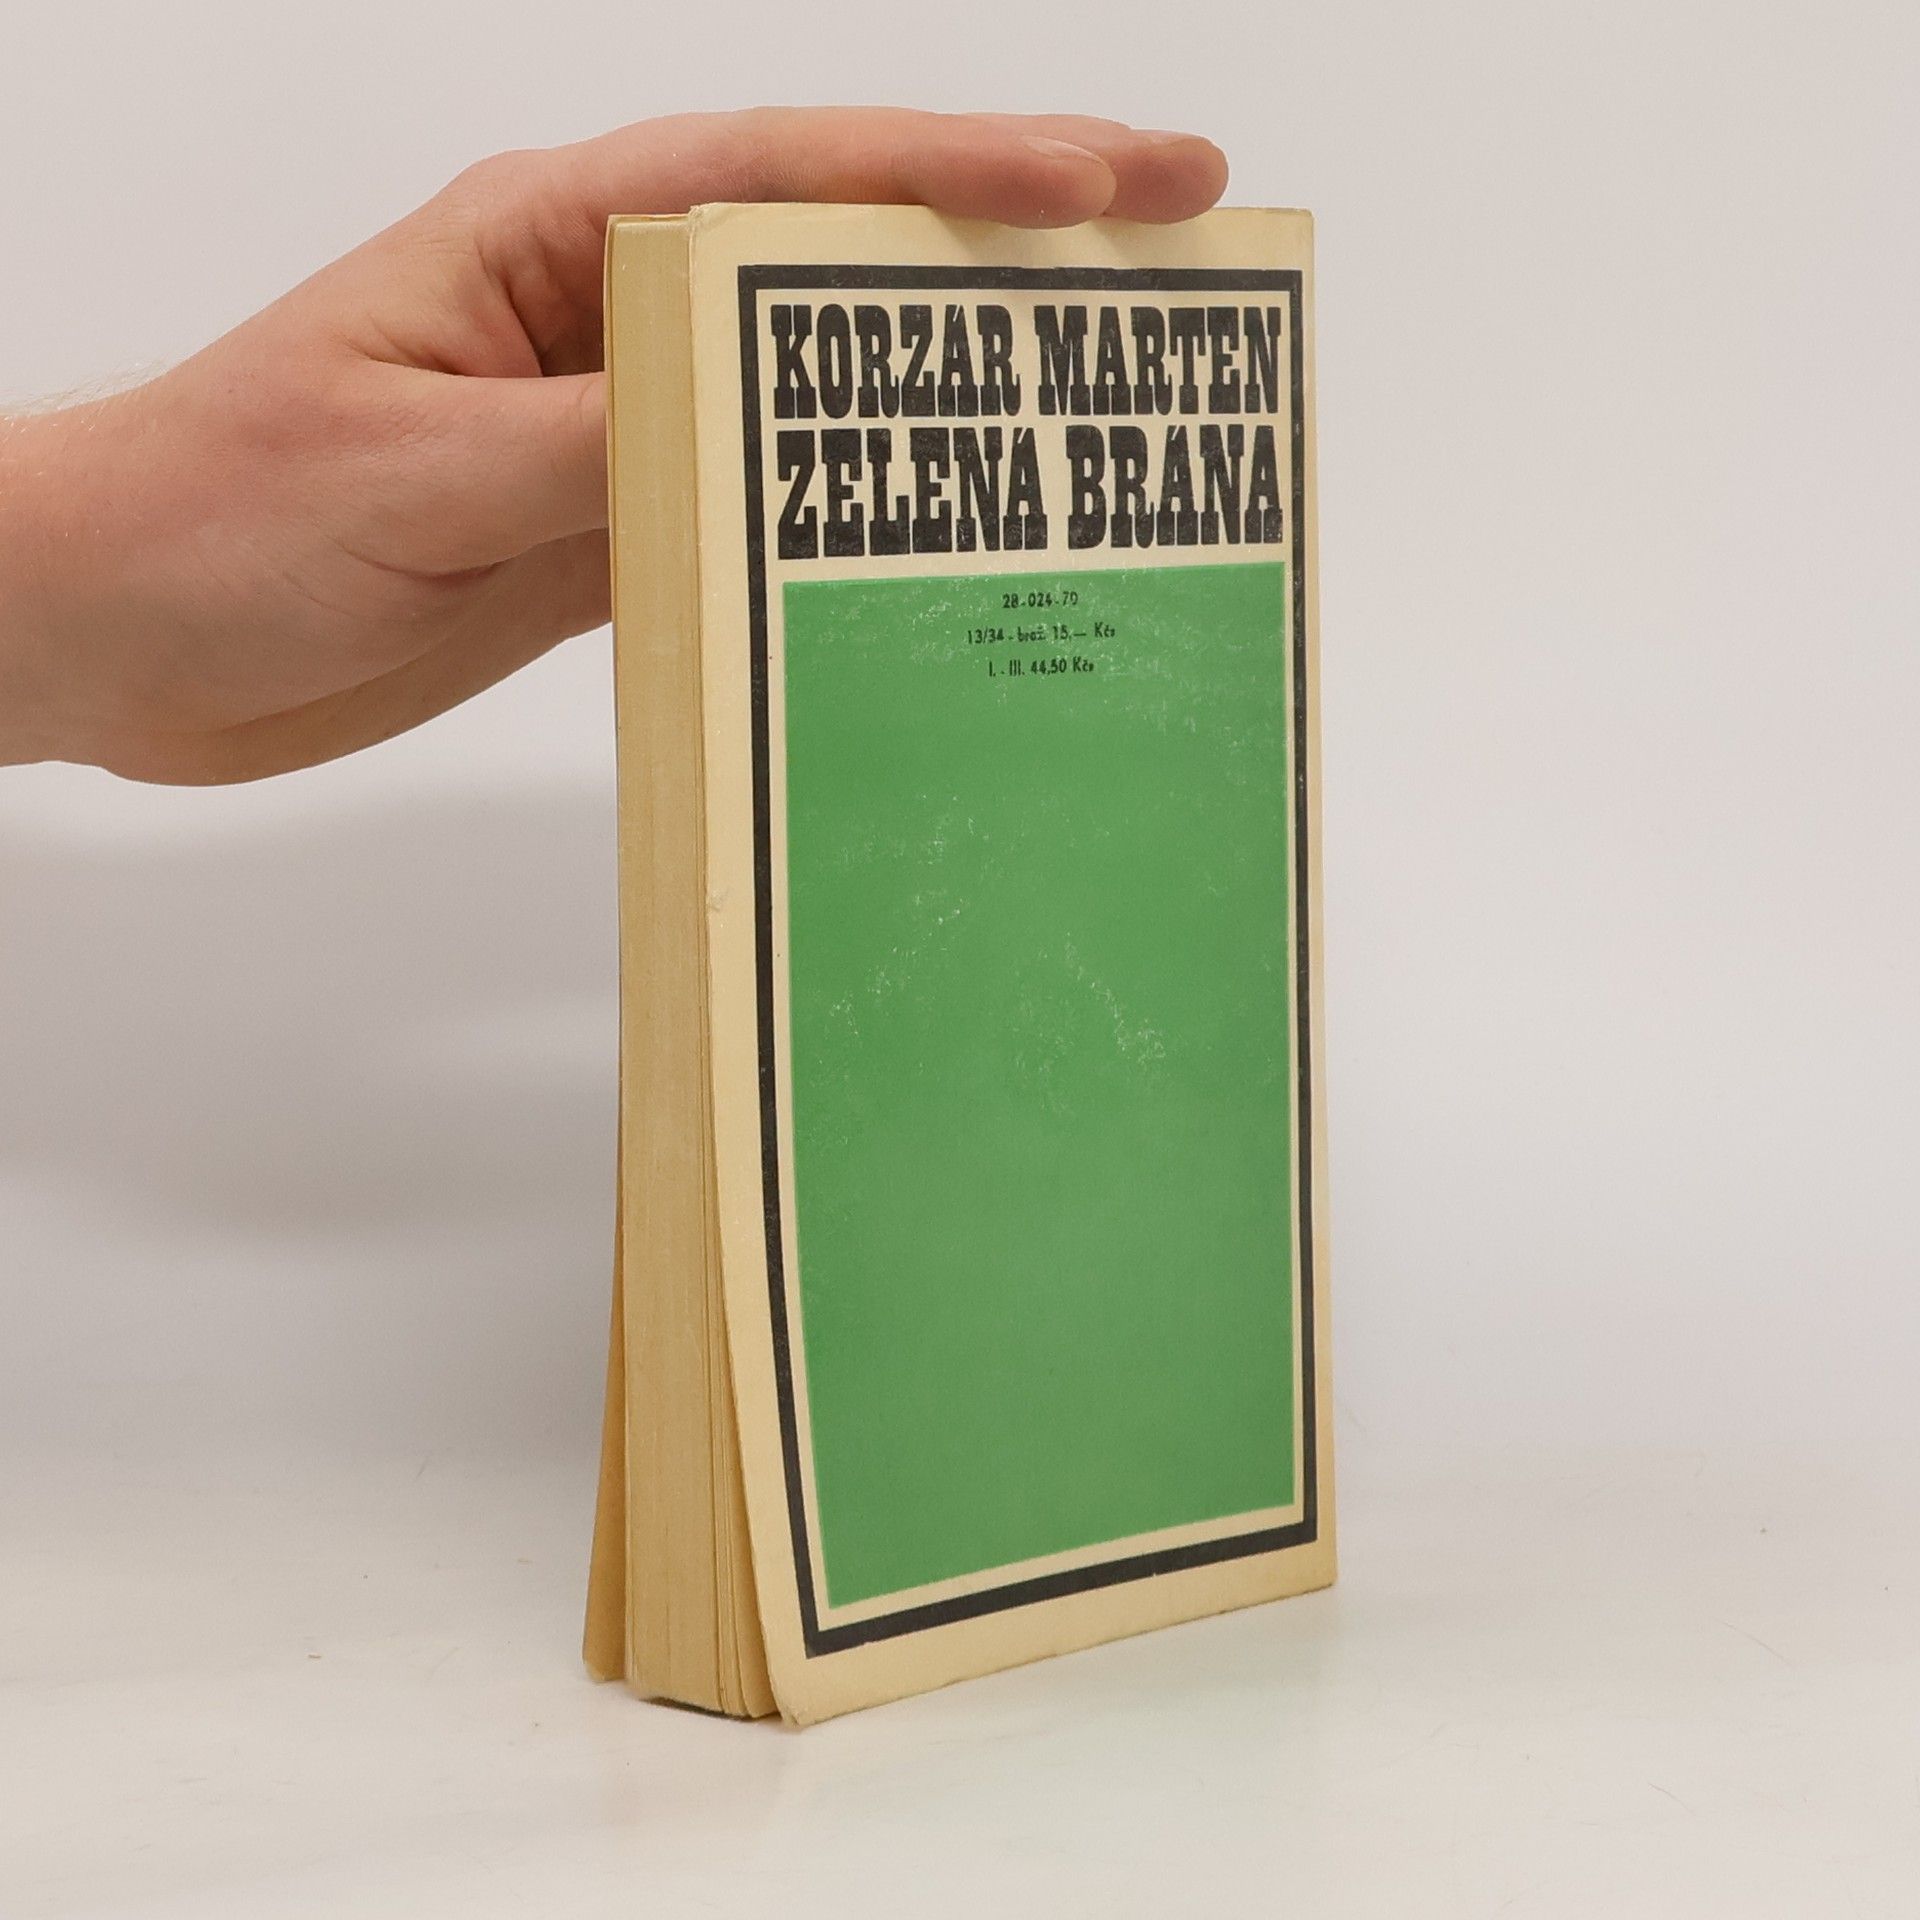 KORZÁR MARTEN
ZELENÁ BRÁNA
28-024-70
13/34 - brož. 15,— Kčs
I. - III. 44,50 Kčs